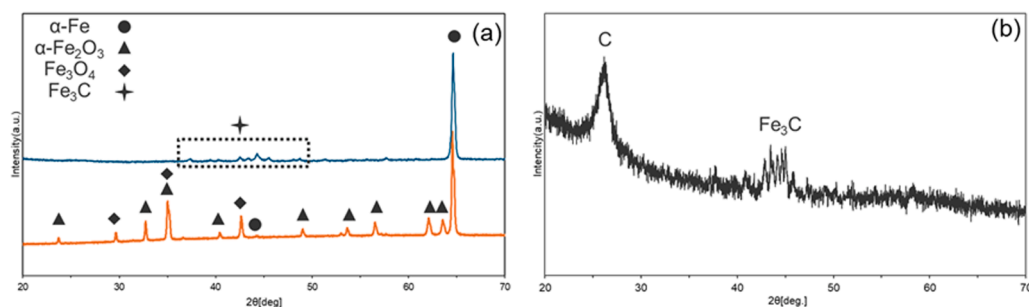 α-Fe
α-Fe₂O₃
Fe₃O₄
Fe₃C
(a)
Intensity(a.u.)
20 30 40 50 60 70
2θ[deg]
(b)
C
Fe₃C
Intencity(a.u.)
20 30 40 50 60 70
2θ[deg.]